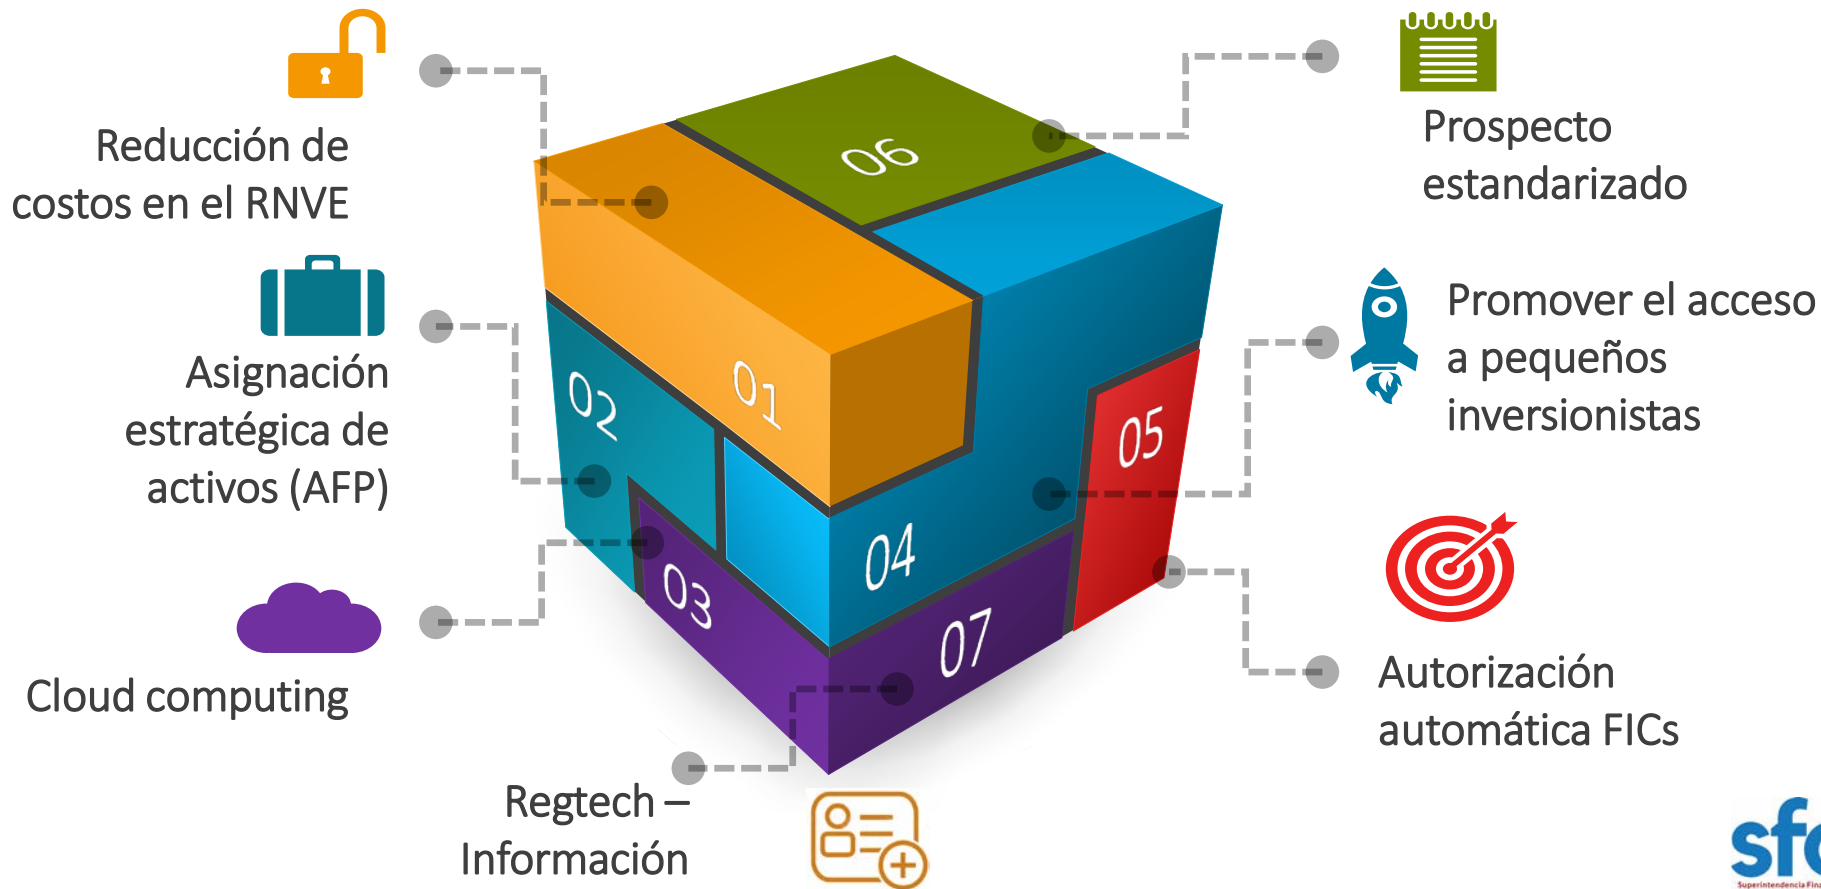 Reducción de
costos en el RNVE
Asignación
estratégica de
activos (AFP)
Cloud computing
Regtech –
Información
01
02
03
04
05
06
07
Prospecto
estandarizado
Promover el acceso
a pequeños
inversionistas
Autorización
automática FICs
sfc
Superintendencia